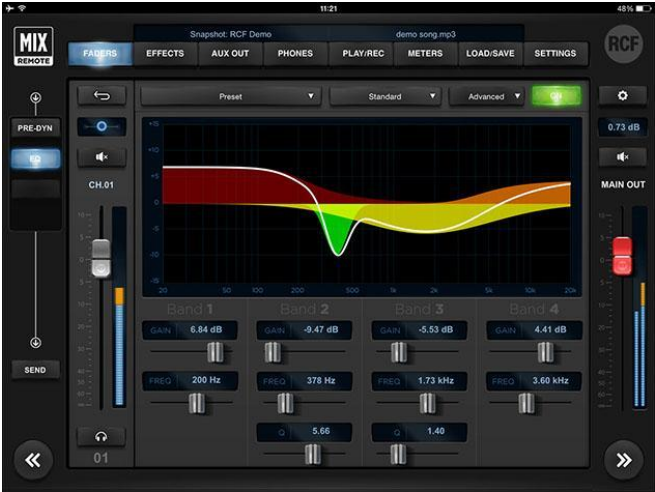 11:21
48%
MIX
REMOTE
Snapshot: RCF Demo
demo song.mp3
RCF
FADERS
EFFECTS
AUX OUT
PHONES
PLAY/REC
METERS
LOAD/SAVE
SETTINGS
Preset
Standard
Advanced
PRE-DYN
EQ
0.73 dB
CH.01
MAIN OUT
+15
+10
+5
0
-5
-10
-15
20
50
100
200
500
1k
2k
5k
10k
20k
Band 1
Band 2
Band 3
Band 4
GAIN 6.84 dB
GAIN -9.47 dB
GAIN -5.53 dB
GAIN 4.41 dB
FREQ 200 Hz
FREQ 378 Hz
FREQ 1.73 kHz
FREQ 3.60 kHz
Q 5.66
Q 1.40
SEND
01